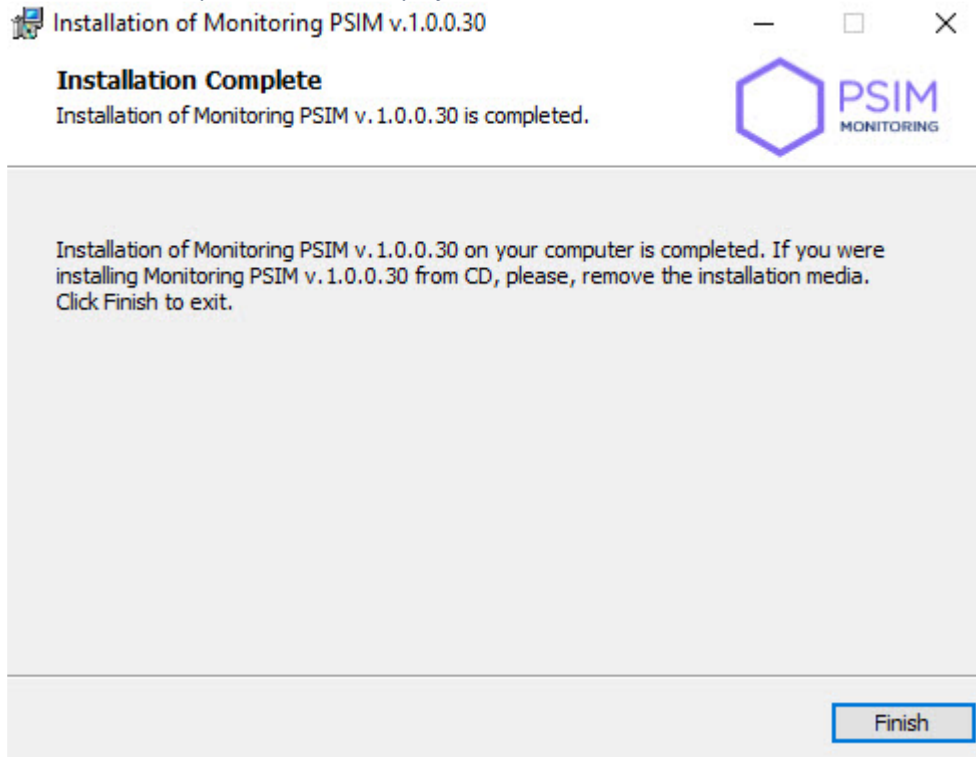 Installation of Monitoring PSIM v.1.0.0.30
Installation Complete
Installation of Monitoring PSIM v.1.0.0.30 is completed.
PSIM
MONITORING
Installation of Monitoring PSIM v.1.0.0.30 on your computer is completed. If you were
installing Monitoring PSIM v.1.0.0.30 from CD, please, remove the installation media.
Click Finish to exit.
Finish